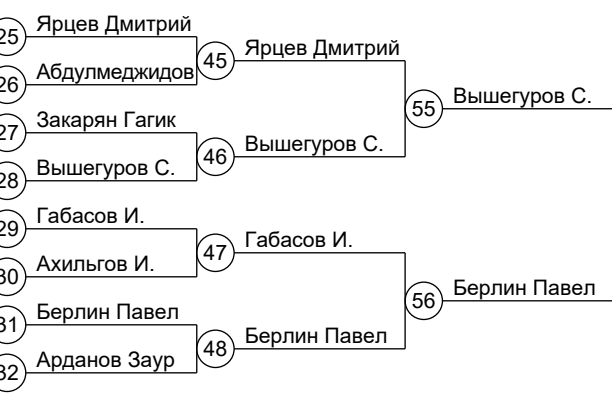 25 Ярцев Дмитрий
26 Абдулмеджидов
45 Ярцев Дмитрий
27 Закарян Гагик
28 Вышегуров С.
46 Вышегуров С.
55 Вышегуров С.
29 Габасов И.
30 Ахильгов И.
47 Габасов И.
31 Берлин Павел
32 Арданов Заур
48 Берлин Павел
56 Берлин Павел